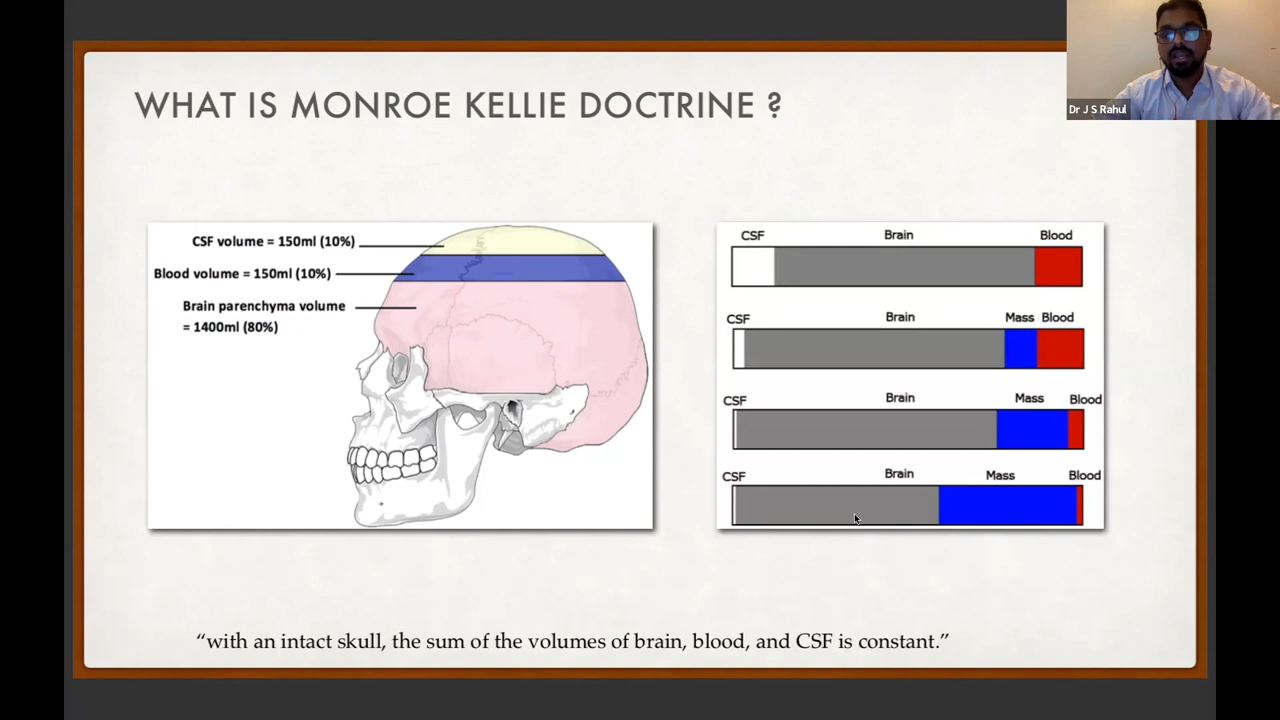 Dr J S Rahul
WHAT IS MONROE KELLIE DOCTRINE ?
CSF volume = 150ml (10%)
Blood volume = 150ml (10%)
Brain parenchyma volume
= 1400ml (80%)
CSF Brain Blood
CSF Brain Mass Blood
CSF Brain Mass Blood
CSF Brain Mass Blood
“with an intact skull, the sum of the volumes of brain, blood, and CSF is constant.”